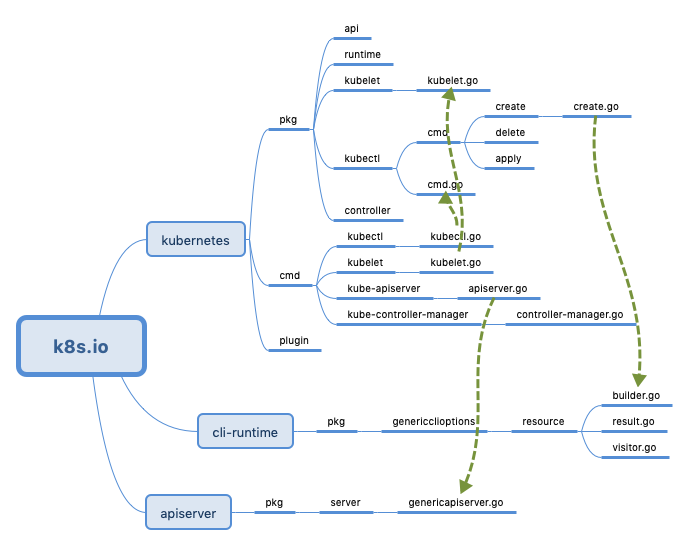 api
runtime
kubelet
kubelet.go
create
create.go
pkg
cmd
delete
kubectl
apply
cmd.go
controller
kubernetes
kubectl
kubectl.go
kubelet
kubelet.go
cmd
kube-apiserver
apiserver.go
kube-controller-manager
controller-manager.go
plugin
k8s.io
builder.go
cli-runtime
pkg
genericclioptions
resource
result.go
visitor.go
apiserver
pkg
server
genericapiserver.go